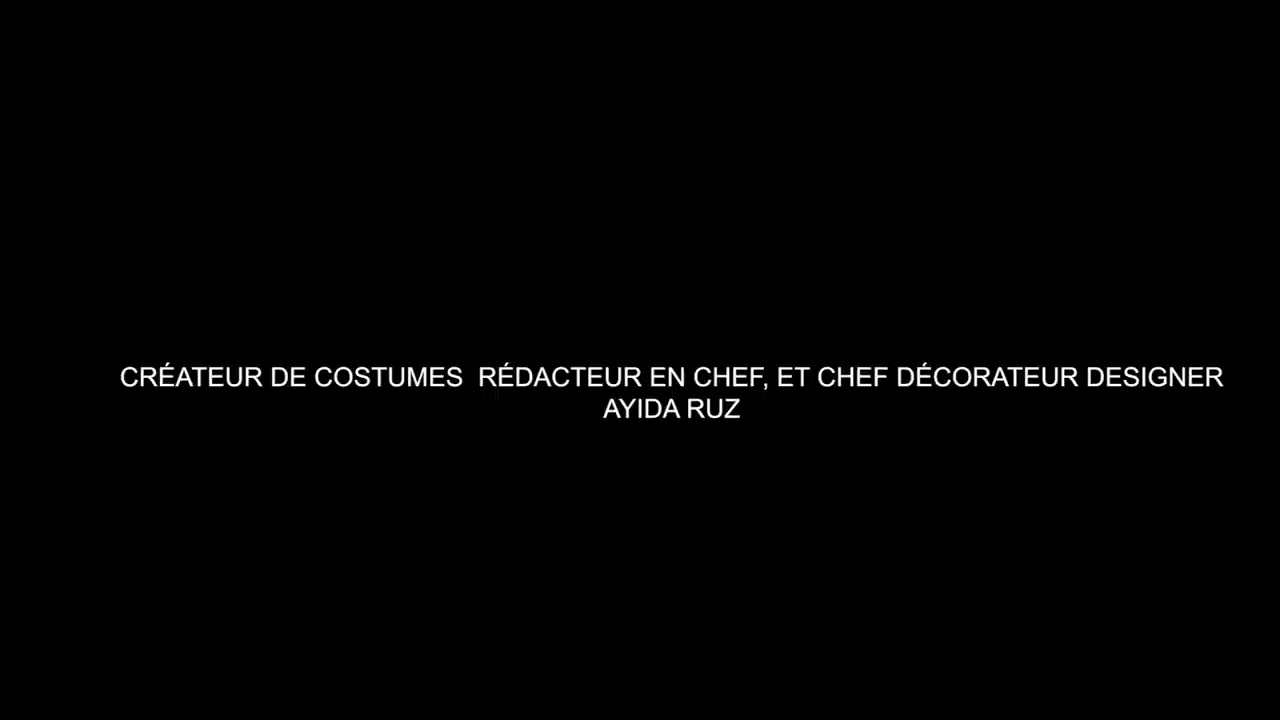 CRÉATEUR DE COSTUMES  RÉDACTEUR EN CHEF, ET CHEF DÉCORATEUR DESIGNER
AYIDA RUZ